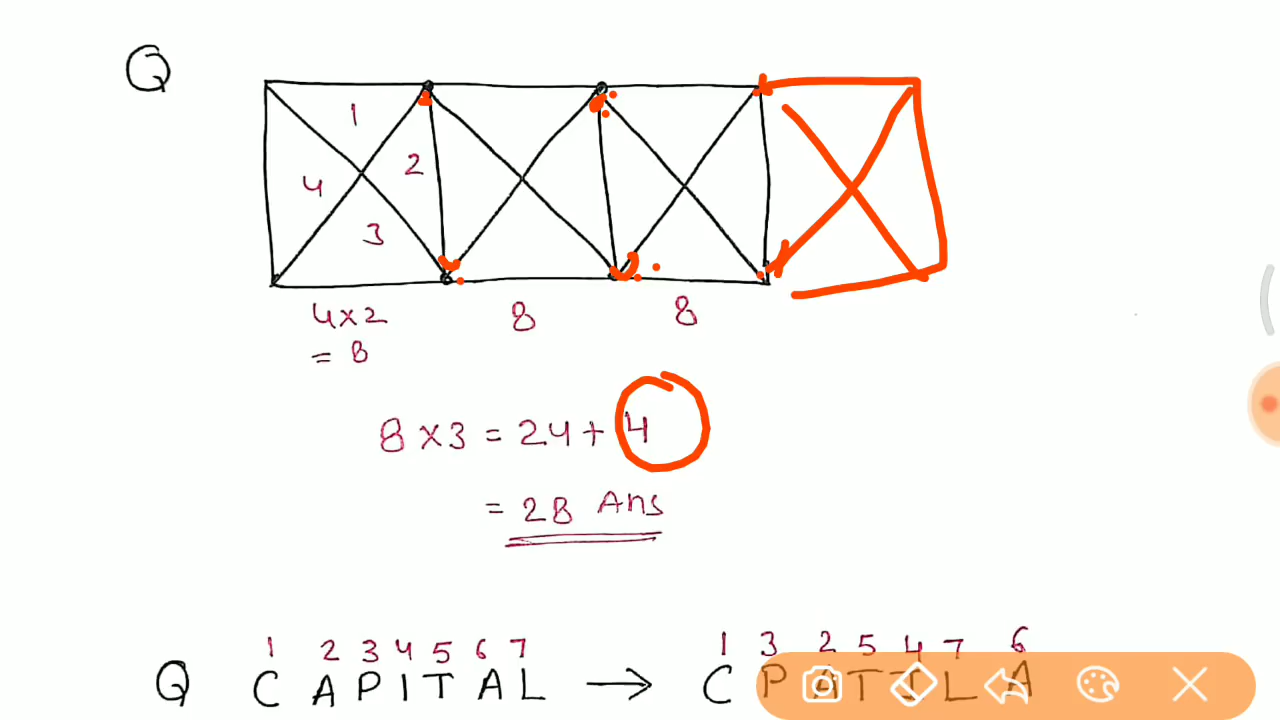 Q
1
2
4
3
4x2
= 8
8
8
8 x 3 = 24 + 4
= 28 Ans
1 2 3 4 5 6 7
1 3 2 5 4 7 6
Q C A P I T A L → C P A T I L A